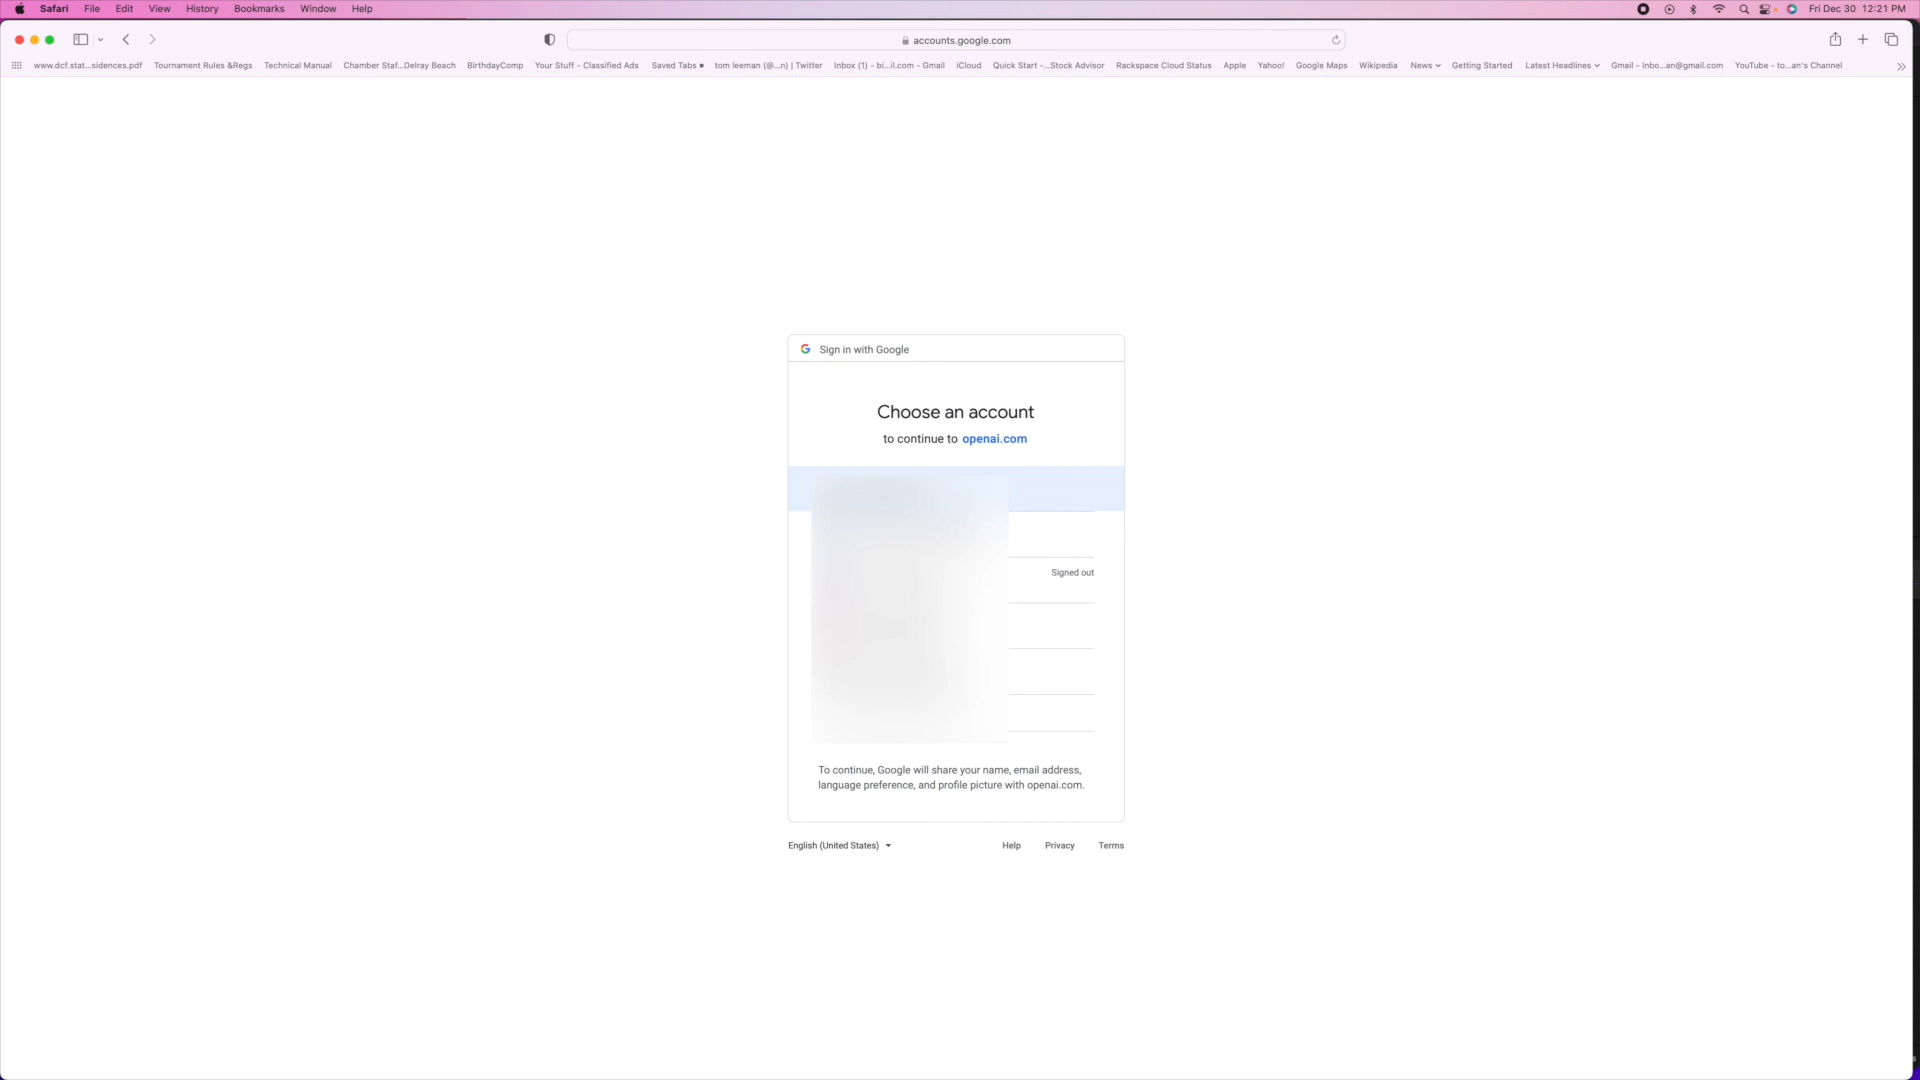 Safari File Edit View History Bookmarks Window Help Fri Dec 30 12:21 PM
accounts.google.com
www.dcf.stat...sidences.pdf Tournament Rules &Regs Technical Manual Chamber Staf...Delray Beach BirthdayComp Your Stuff - Classified Ads Saved Tabs tom leeman (@...n) | Twitter Inbox (1) - bi...il.com - Gmail iCloud Quick Start -...Stock Advisor Rackspace Cloud Status Apple Yahoo! Google Maps Wikipedia News Getting Started Latest Headlines Gmail - Inbo...an@gmail.com YouTube - to...an's Channel
Sign in with Google
Choose an account
to continue to openai.com
Signed out
To continue, Google will share your name, email address,
language preference, and profile picture with openai.com.
English (United States) Help Privacy Terms